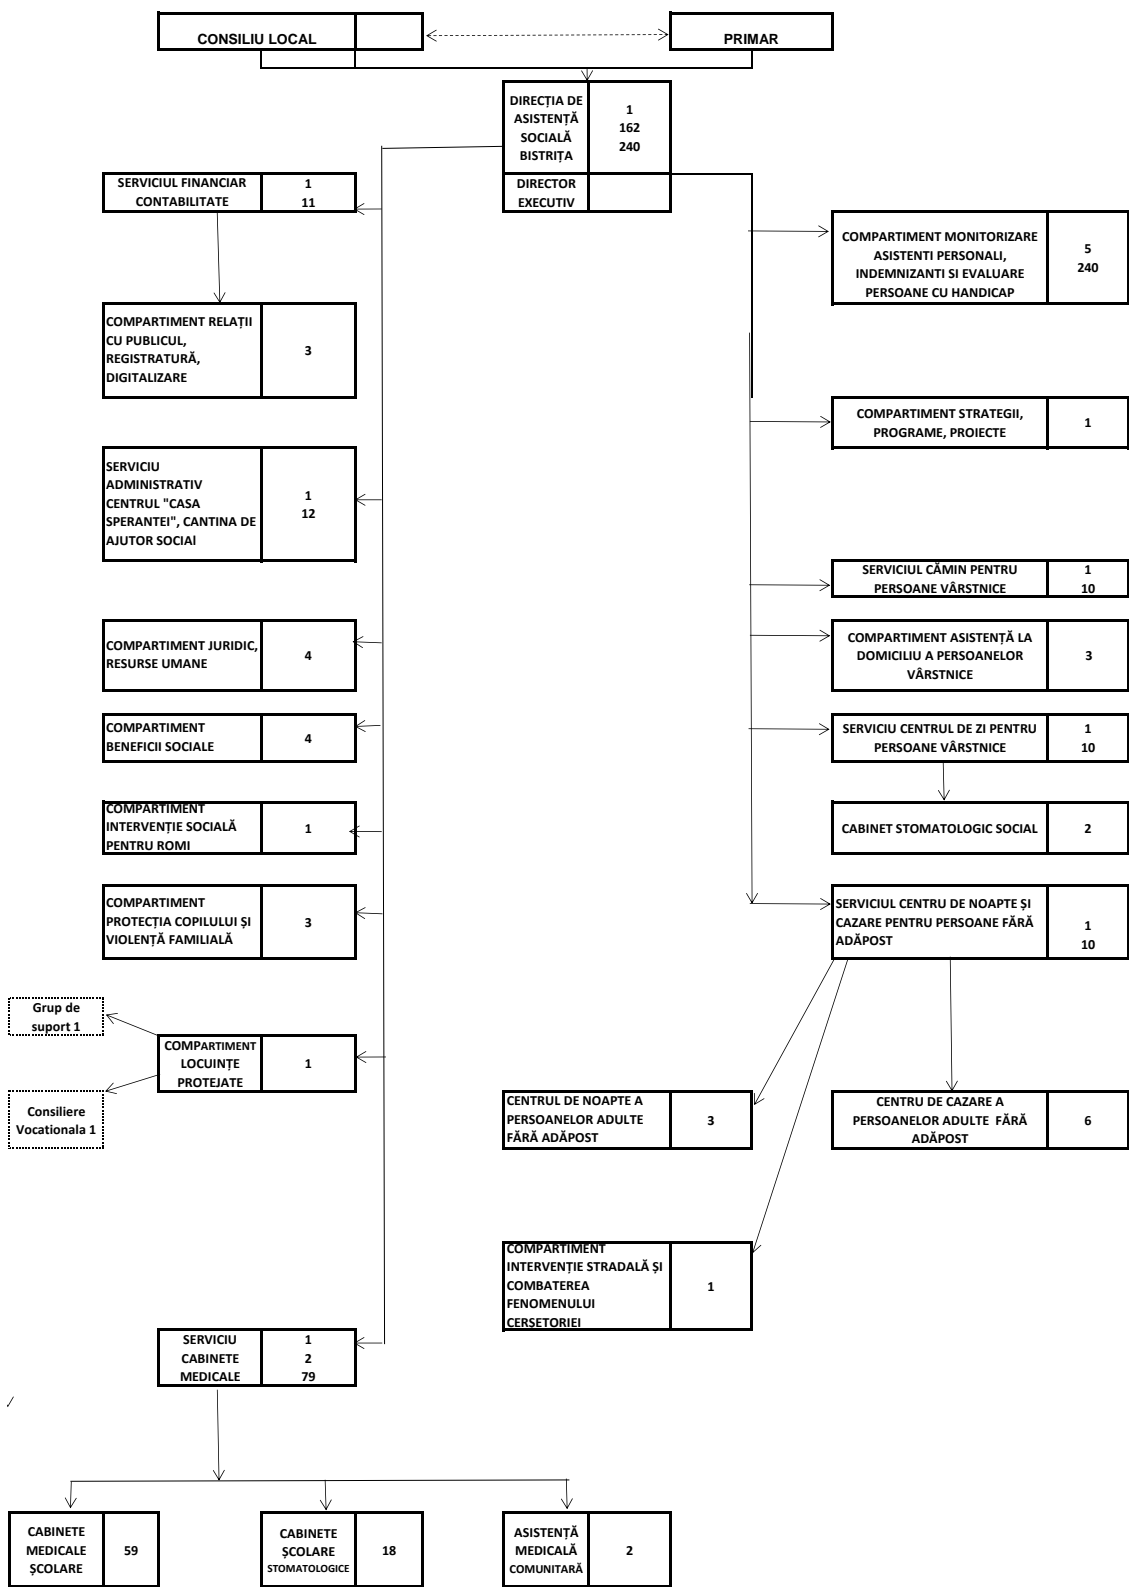 CONSILIU LOCAL
PRIMAR
DIRECȚIA DE
ASISTENȚĂ
SOCIALĂ
BISTRIȚA
1
162
240
DIRECTOR
EXECUTIV
SERVICIUL FINANCIAR
CONTABILITATE
1
11
COMPARTIMENT RELAȚII
CU PUBLICUL,
REGISTRATURĂ,
DIGITALIZARE
3
SERVICIU
ADMINISTRATIV
CENTRUL "CASA
SPERANTEI", CANTINA DE
AJUTOR SOCIAl
1
12
COMPARTIMENT JURIDIC,
RESURSE UMANE
4
COMPARTIMENT
BENEFICII SOCIALE
4
COMPARTIMENT
INTERVENȚIE SOCIALĂ
PENTRU ROMI
1
COMPARTIMENT
PROTECȚIA COPILULUI ȘI
VIOLENȚĂ FAMILIALĂ
3
Grup de
suport 1
COMPARTIMENT
LOCUINȚE
PROTEJATE
1
Consiliere
Vocationala 1
SERVICIU
CABINETE
MEDICALE
1
2
79
CABINETE
MEDICALE
ȘCOLARE
59
CABINETE
ȘCOLARE
STOMATOLOGICE
18
ASISTENȚĂ
MEDICALĂ
COMUNITARĂ
2
COMPARTIMENT MONITORIZARE
ASISTENTI PERSONALI,
INDEMNIZANTI SI EVALUARE
PERSOANE CU HANDICAP
5
240
COMPARTIMENT STRATEGII,
PROGRAME, PROIECTE
1
SERVICIUL CĂMIN PENTRU
PERSOANE VÂRSTNICE
1
10
COMPARTIMENT ASISTENȚĂ LA
DOMICILIU A PERSOANELOR
VÂRSTNICE
3
SERVICIU CENTRUL DE ZI PENTRU
PERSOANE VÂRSTNICE
1
10
CABINET STOMATOLOGIC SOCIAL
2
SERVICIUL CENTRU DE NOAPTE ȘI
CAZARE PENTRU PERSOANE FĂRĂ
ADĂPOST
1
10
CENTRUL DE NOAPTE A
PERSOANELOR ADULTE
FĂRĂ ADĂPOST
3
CENTRU DE CAZARE A
PERSOANELOR ADULTE FĂRĂ
ADĂPOST
6
COMPARTIMENT
INTERVENȚIE STRADALĂ ȘI
COMBATEREA
FENOMENULUI
CERȘETORIEI
1